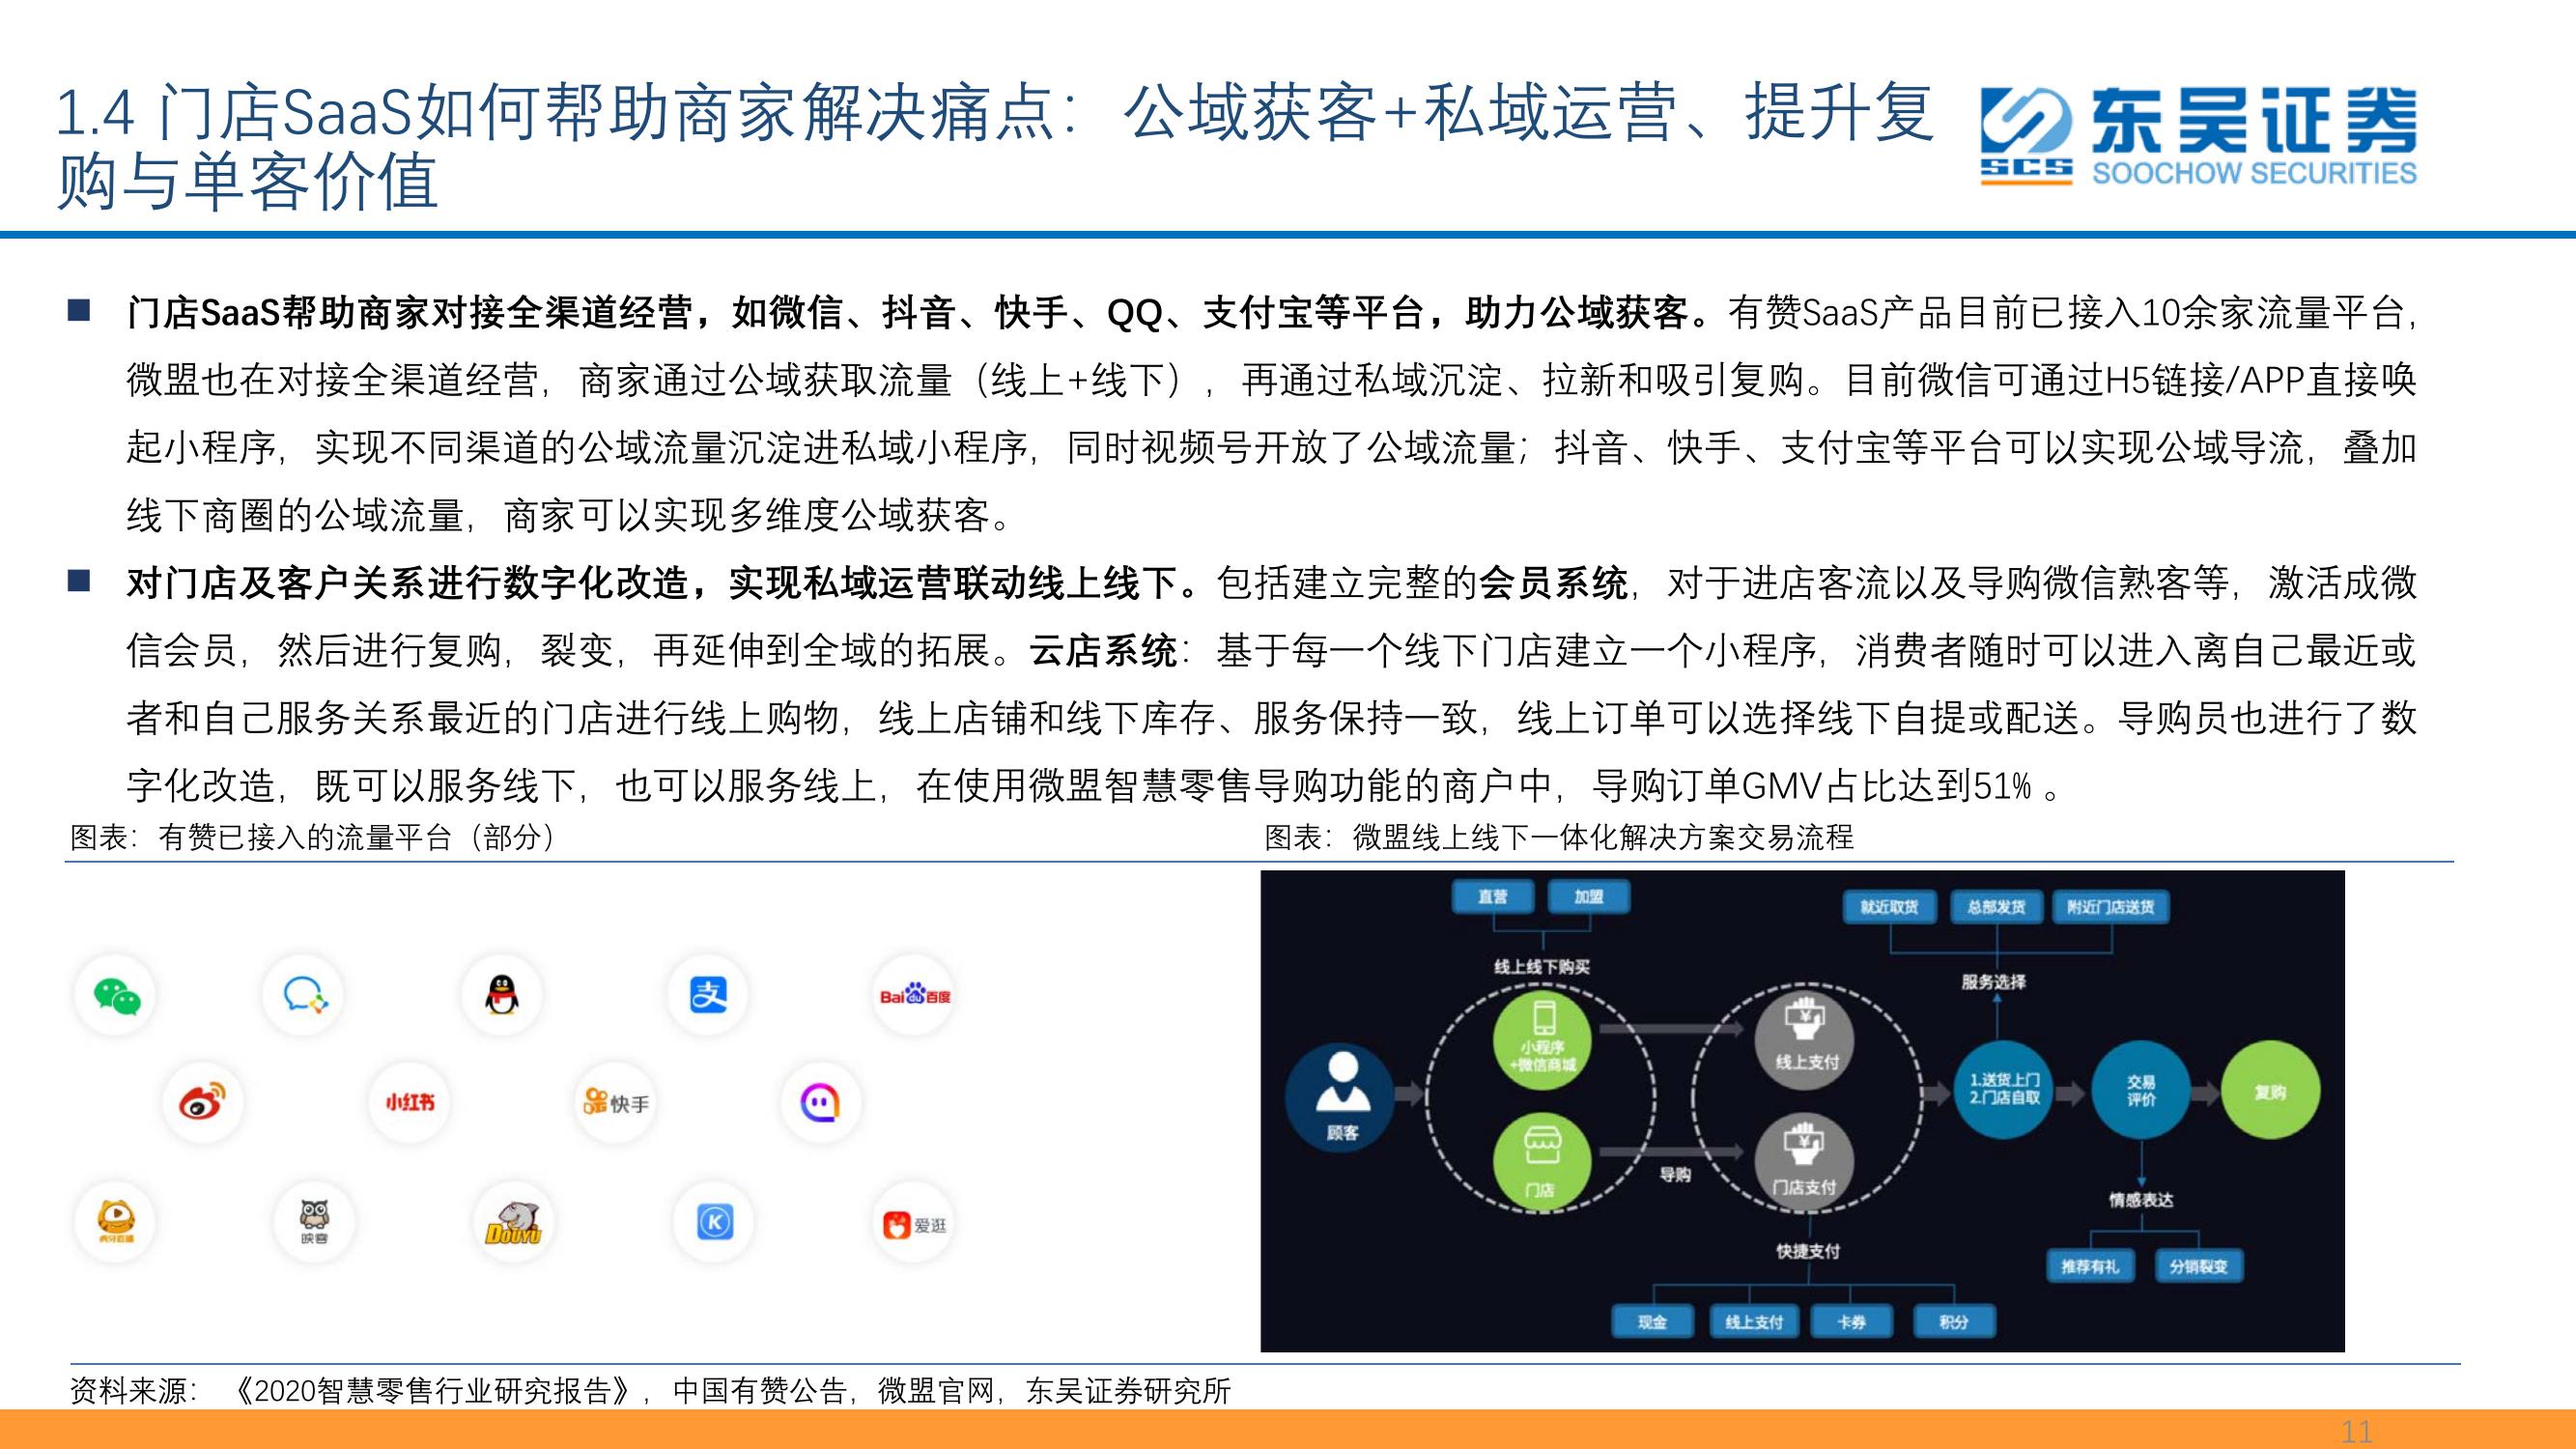 1.4 门店SaaS如何帮助商家解决痛点：公域获客+私域运营、提升复
购与单客价值
东吴证券
SCS
SOOCHOW SECURITIES
门店SaaS帮助商家对接全渠道经营，如微信、抖音、快手、QQ、支付宝等平台，助力公域获客。有赞SaaS产品目前已接入10余家流量平台，
微盟也在对接全渠道经营，商家通过公域获取流量（线上+线下），再通过私域沉淀、拉新和吸引复购。目前微信可通过H5链接/APP直接唤
起小程序，实现不同渠道的公域流量沉淀进私域小程序，同时视频号开放了公域流量；抖音、快手、支付宝等平台可以实现公域导流，叠加
线下商圈的公域流量，商家可以实现多维度公域获客。
对门店及客户关系进行数字化改造，实现私域运营联动线上线下。包括建立完整的会员系统，对于进店客流以及导购微信熟客等，激活成微
信会员，然后进行复购，裂变，再延伸到全域的拓展。云店系统：基于每一个线下门店建立一个小程序，消费者随时可以进入离自己最近或
者和自己服务关系最近的门店进行线上购物，线上店铺和线下库存、服务保持一致，线上订单可以选择线下自提或配送。导购员也进行了数
字化改造，既可以服务线下，也可以服务线上，在使用微盟智慧零售导购功能的商户中，导购订单GMV占比达到51%。
图表：有赞已接入的流量平台（部分）
支
Bai du 百度
小红书
快手
虎牙直播
映客
DOUYU
K
爱逛
图表：微盟线上线下一体化解决方案交易流程
直营
加盟
就近取货
总部发货
附近门店送货
线上线下购买
服务选择
小程序
+微信商城
线上支付
顾客
1.送货上门
2.门店自取
交易
评价
复购
门店
导购
门店支付
情感表达
快捷支付
推荐有礼
分销裂变
现金
线上支付
卡券
积分
资料来源：《2020智慧零售行业研究报告》，中国有赞公告，微盟官网，东吴证券研究所
11